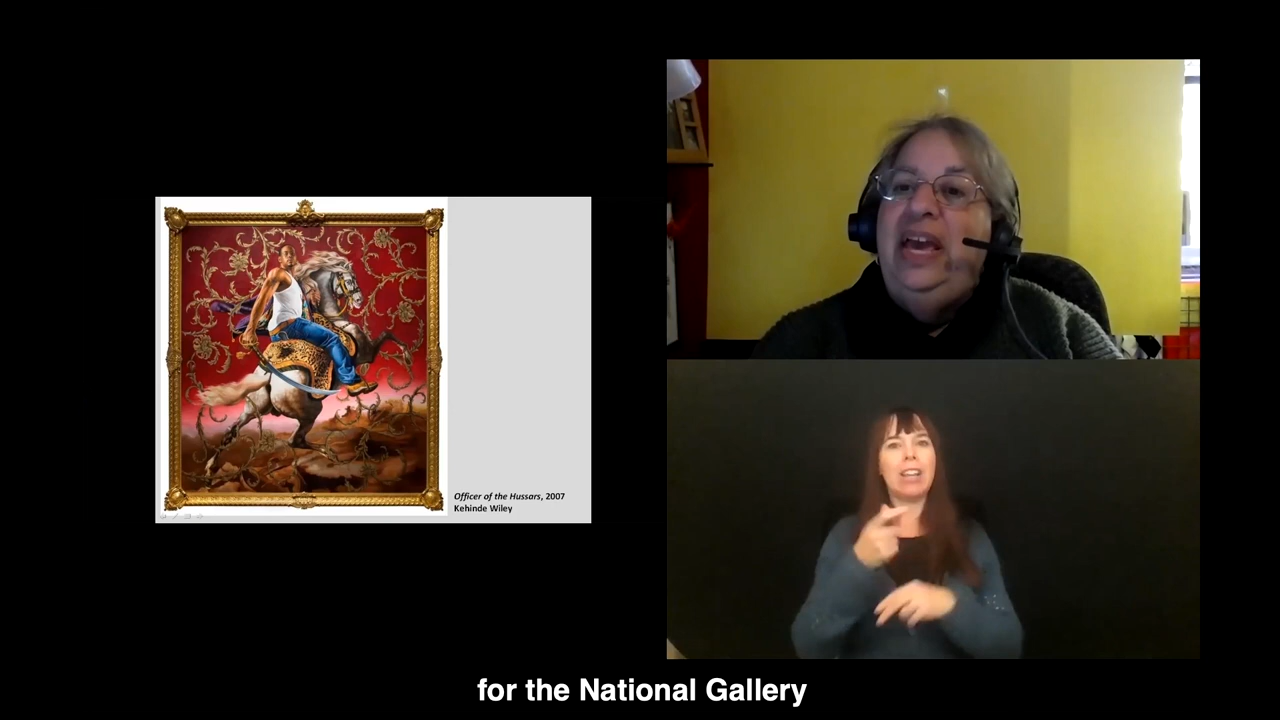 Officer of the Hussars, 2007
Kehinde Wiley
for the National Gallery